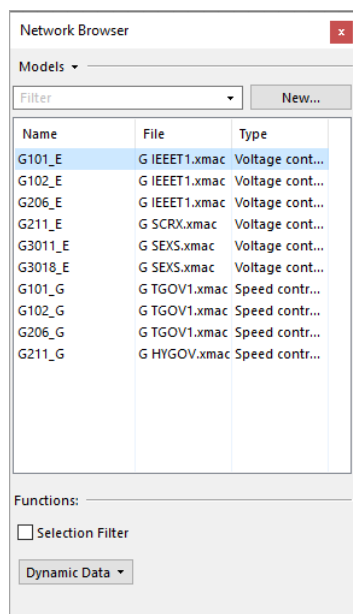 Network Browser
x
Models
Filter
New...
Name File Type
G101_E G IEEET1.xmac Voltage cont...
G102_E G IEEET1.xmac Voltage cont...
G206_E G IEEET1.xmac Voltage cont...
G211_E G SCRX.xmac Voltage cont...
G3011_E G SEXS.xmac Voltage cont...
G3018_E G SEXS.xmac Voltage cont...
G101_G G TGOV1.xmac Speed contr...
G102_G G TGOV1.xmac Speed contr...
G206_G G TGOV1.xmac Speed contr...
G211_G G HYGOV.xmac Speed contr...
Functions:
Selection Filter
Dynamic Data